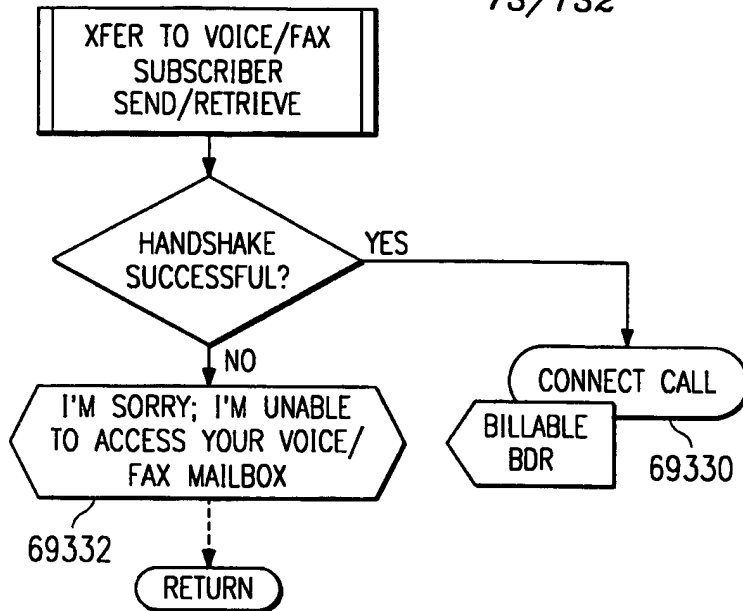 73/132
XFER TO VOICE/FAX
SUBSCRIBER
SEND/RETRIEVE
HANDSHAKE
SUCCESSFUL?
YES
NO
I'M SORRY; I'M UNABLE
TO ACCESS YOUR VOICE/
FAX MAILBOX
69332
RETURN
CONNECT CALL
BILLABLE
BDR
69330